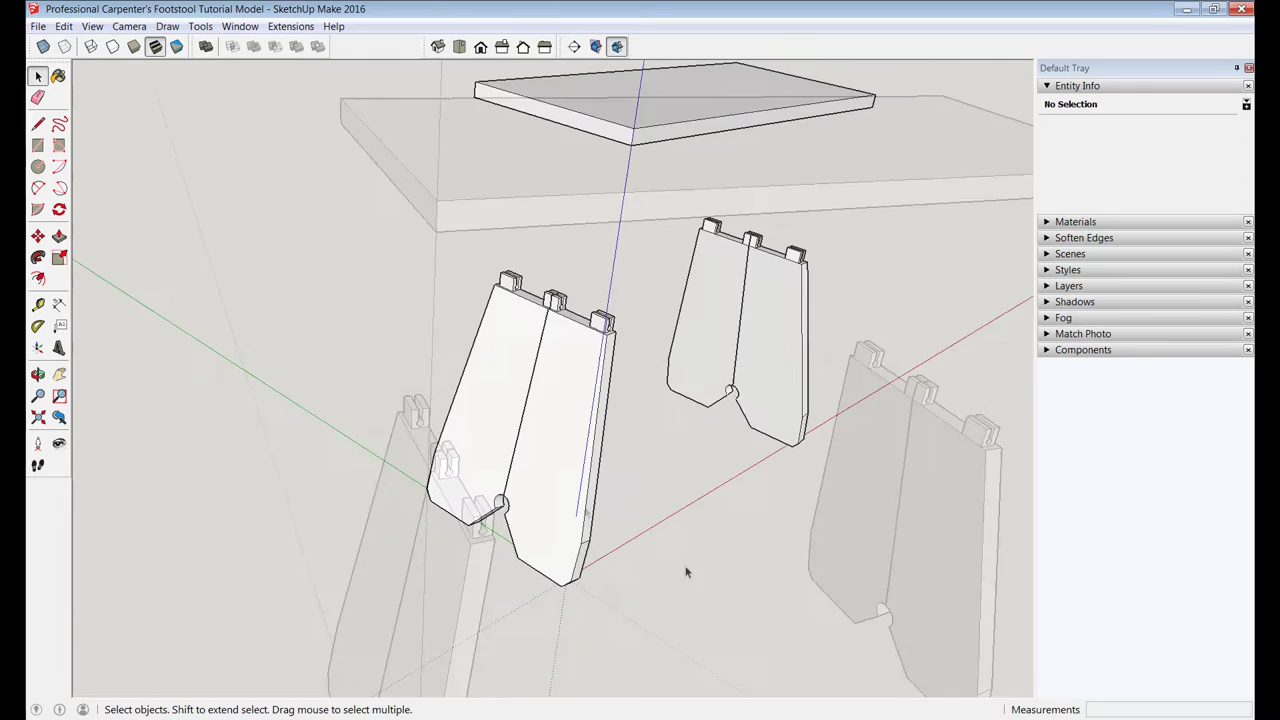 Professional Carpenter's Footstool Tutorial Model - SketchUp Make 2016
File Edit View Camera Draw Tools Window Extensions Help
Default Tray
Entity Info
No Selection
Materials
Soften Edges
Scenes
Styles
Layers
Shadows
Fog
Match Photo
Components
Select objects. Shift to extend select. Drag mouse to select multiple.
Measurements